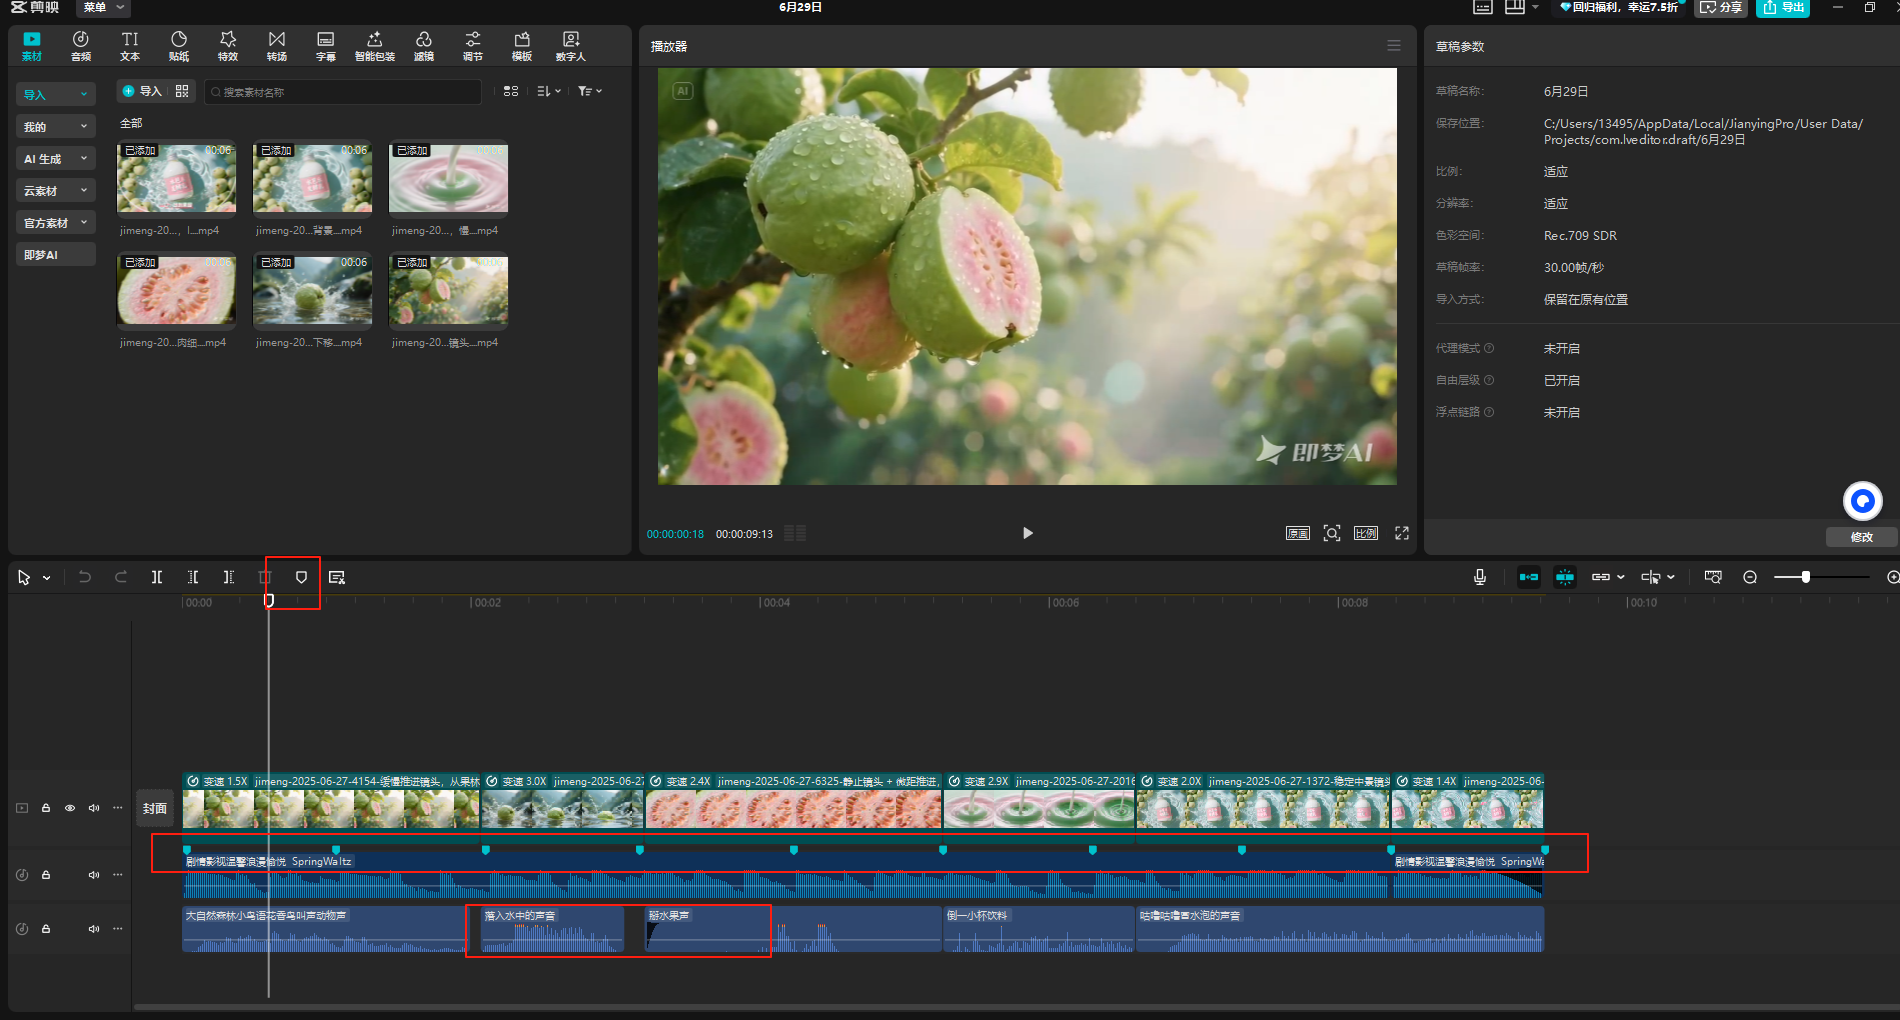 剪映
菜单
6月29日
回归福利，幸运7.5折
分享
导出
素材
音频
文本
贴纸
特效
转场
字幕
智能包装
滤镜
调节
模板
数字人
导入
我的
AI 生成
云素材
官方素材
即梦AI
导入
搜索素材名称
全部
已添加 00:06
已添加 00:06
已添加
jimeng-20...，l....mp4
jimeng-20...背景....mp4
jimeng-20...，慢....mp4
已添加
已添加 00:06
已添加
jimeng-20...肉细....mp4
jimeng-20...下移....mp4
jimeng-20...镜头....mp4
播放器
AI
即梦AI
00:00:00:18 00:00:09:13
原画
比例
草稿参数
草稿名称： 6月29日
保存位置： C:/Users/13495/AppData/Local/JianyingPro/User Data/
Projects/com.lveditor.draft/6月29日
比例： 适应
分辨率： 适应
色彩空间： Rec.709 SDR
草稿帧率： 30.00帧/秒
导入方式： 保留在原有位置
代理模式 未开启
自由层级 已开启
浮点链路 未开启
修改
00:00 00:02 00:04 00:06 00:08 00:10
封面
变速 1.5X jimeng-2025-06-27-4154-缓慢推进镜头，从果林
变速 3.0X jimeng-2025-06-27
变速 2.4X jimeng-2025-06-27-6325-静止镜头 + 微距推进，
变速 2.9X jimeng-2025-06-27-2016
变速 2.0X jimeng-2025-06-27-1372-稳定中景镜头
变速 1.4X jimeng-2025-06-
剧情影视温馨浪漫愉悦 SpringWaltz
剧情影视温馨浪漫愉悦 SpringWa
大自然森林小鸟语花香鸟叫声动物声
落入水中的声音
掰水果声
倒一小杯饮料
咕噜咕噜冒水泡的声音